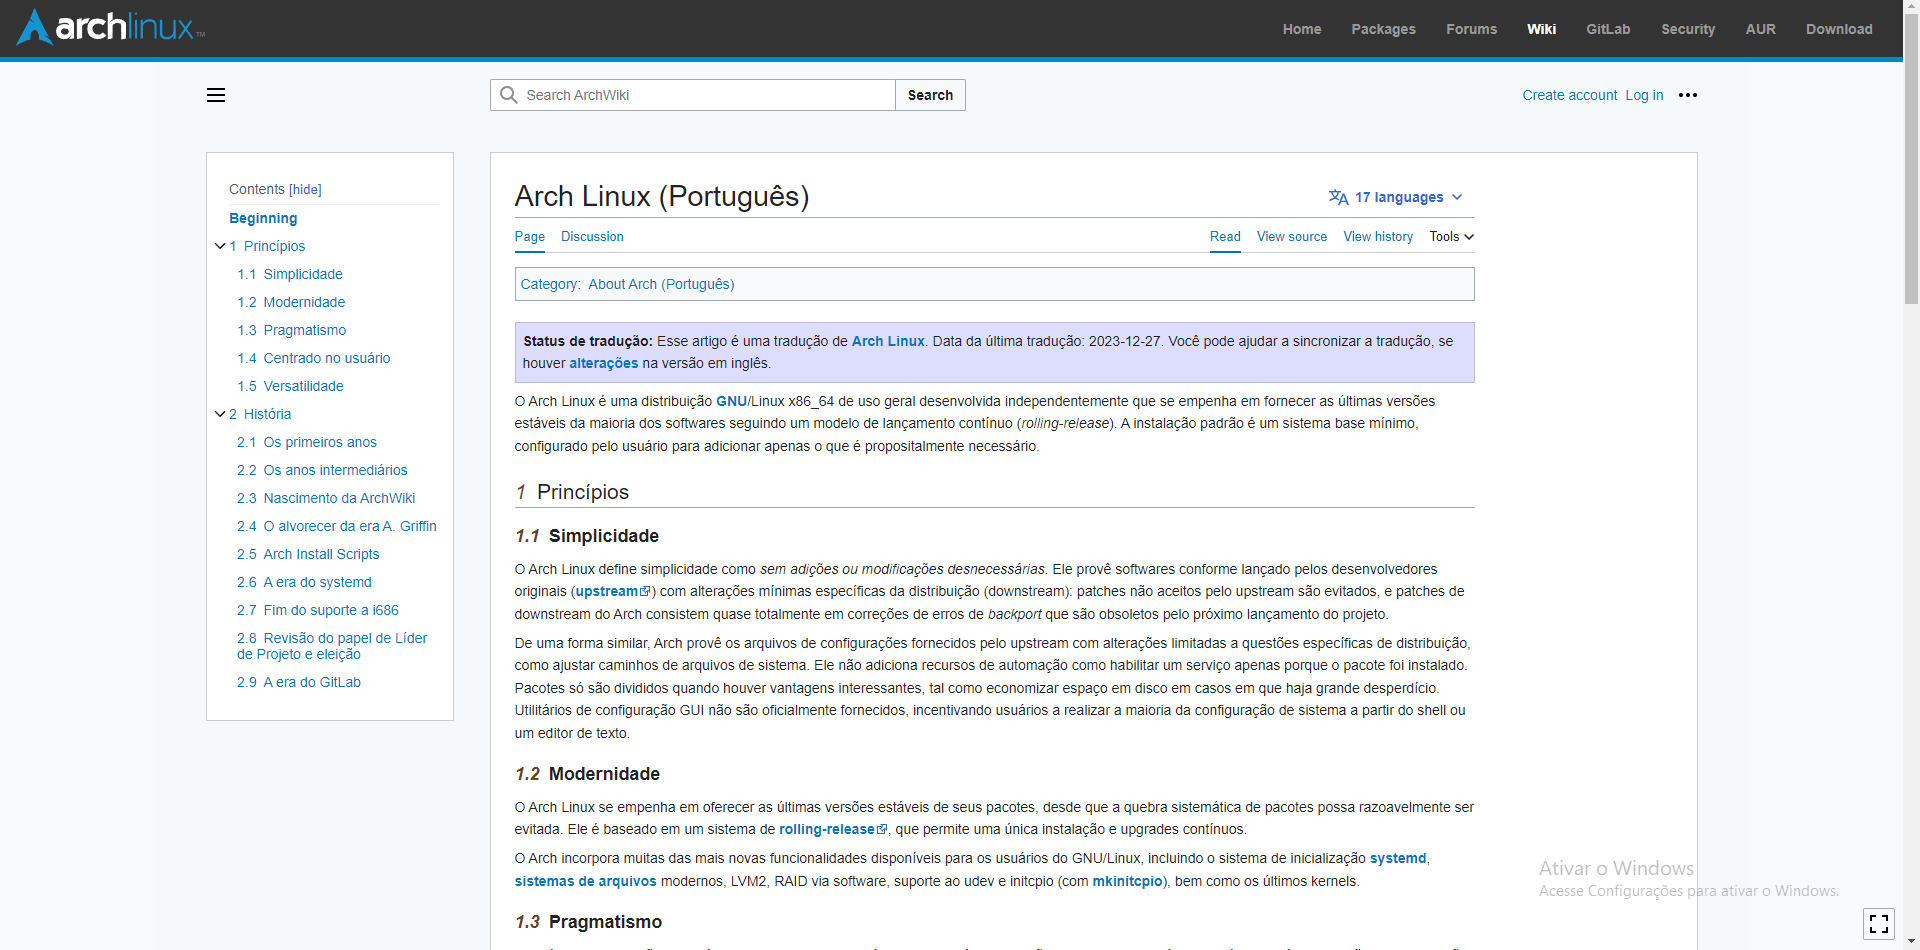 archlinux™
Home Packages Forums Wiki GitLab Security AUR Download
Search ArchWiki Search
Create account Log in
Contents [hide]
Beginning
1 Princípios
1.1 Simplicidade
1.2 Modernidade
1.3 Pragmatismo
1.4 Centrado no usuário
1.5 Versatilidade
2 História
2.1 Os primeiros anos
2.2 Os anos intermediários
2.3 Nascimento da ArchWiki
2.4 O alvorecer da era A. Griffin
2.5 Arch Install Scripts
2.6 A era do systemd
2.7 Fim do suporte a i686
2.8 Revisão do papel de Líder
de Projeto e eleição
2.9 A era do GitLab
Arch Linux (Português)
17 languages
Page Discussion
Read View source View history Tools
Category: About Arch (Português)
Status de tradução: Esse artigo é uma tradução de Arch Linux. Data da última tradução: 2023-12-27. Você pode ajudar a sincronizar a tradução, se
houver alterações na versão em inglês.
O Arch Linux é uma distribuição GNU/Linux x86_64 de uso geral desenvolvida independentemente que se empenha em fornecer as últimas versões
estáveis da maioria dos softwares seguindo um modelo de lançamento contínuo (rolling-release). A instalação padrão é um sistema base mínimo,
configurado pelo usuário para adicionar apenas o que é propositalmente necessário.
1 Princípios
1.1 Simplicidade
O Arch Linux define simplicidade como sem adições ou modificações desnecessárias. Ele provê softwares conforme lançado pelos desenvolvedores
originais (upstream) com alterações mínimas específicas da distribuição (downstream): patches não aceitos pelo upstream são evitados, e patches de
downstream do Arch consistem quase totalmente em correções de erros de backport que são obsoletos pelo próximo lançamento do projeto.
De uma forma similar, Arch provê os arquivos de configurações fornecidos pelo upstream com alterações limitadas a questões específicas de distribuição,
como ajustar caminhos de arquivos de sistema. Ele não adiciona recursos de automação como habilitar um serviço apenas porque o pacote foi instalado.
Pacotes só são divididos quando houver vantagens interessantes, tal como economizar espaço em disco em casos em que haja grande desperdício.
Utilitários de configuração GUI não são oficialmente fornecidos, incentivando usuários a realizar a maioria da configuração de sistema a partir do shell ou
um editor de texto.
1.2 Modernidade
O Arch Linux se empenha em oferecer as últimas versões estáveis de seus pacotes, desde que a quebra sistemática de pacotes possa razoavelmente ser
evitada. Ele é baseado em um sistema de rolling-release, que permite uma única instalação e upgrades contínuos.
O Arch incorpora muitas das mais novas funcionalidades disponíveis para os usuários do GNU/Linux, incluindo o sistema de inicialização systemd,
sistemas de arquivos modernos, LVM2, RAID via software, suporte ao udev e initcpio (com mkinitcpio), bem como os últimos kernels.
1.3 Pragmatismo
Ativar o Windows
Acesse Configurações para ativar o Windows.